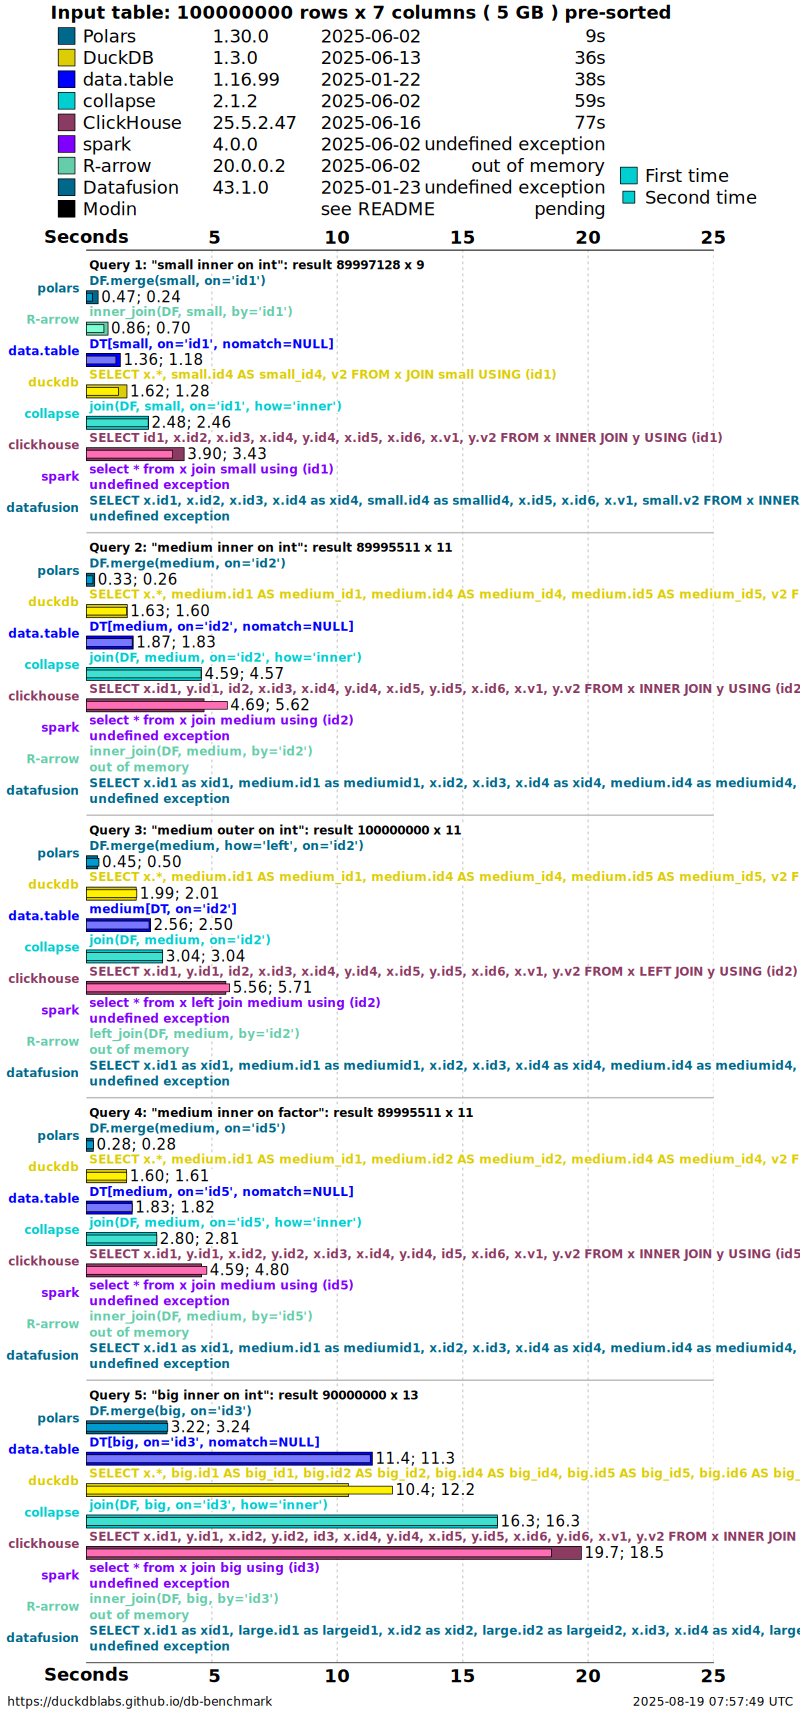 Input table: 100000000 rows x 7 columns ( 5 GB ) pre-sorted
Polars 1.30.0 2025-06-02 9s
DuckDB 1.3.0 2025-06-13 36s
data.table 1.16.99 2025-01-22 38s
collapse 2.1.2 2025-06-02 59s
ClickHouse 25.5.2.47 2025-06-16 77s
spark 4.0.0 2025-06-02 undefined exception
R-arrow 20.0.0.2 2025-06-02 out of memory
Datafusion 43.1.0 2025-01-23 undefined exception
Modin see README pending
First time
Second time
Seconds 5 10 15 20 25
Query 1: "small inner on int": result 89997128 x 9
DF.merge(small, on='id1')
polars 0.47; 0.24
inner_join(DF, small, by='id1')
R-arrow 0.86; 0.70
DT[small, on='id1', nomatch=NULL]
data.table 1.36; 1.18
SELECT x.*, small.id4 AS small_id4, v2 FROM x JOIN small USING (id1)
duckdb 1.62; 1.28
join(DF, small, on='id1', how='inner')
collapse 2.48; 2.46
SELECT id1, x.id2, x.id3, x.id4, y.id4, x.id5, x.id6, x.v1, y.v2 FROM x INNER JOIN y USING (id1)
clickhouse 3.90; 3.43
select * from x join small using (id1)
spark undefined exception
SELECT x.id1, x.id2, x.id3, x.id4 as xid4, small.id4 as smallid4, x.id5, x.id6, x.v1, small.v2 FROM x INNER
datafusion undefined exception
Query 2: "medium inner on int": result 89995511 x 11
DF.merge(medium, on='id2')
polars 0.33; 0.26
SELECT x.*, medium.id1 AS medium_id1, medium.id4 AS medium_id4, medium.id5 AS medium_id5, v2 F
duckdb 1.63; 1.60
DT[medium, on='id2', nomatch=NULL]
data.table 1.87; 1.83
join(DF, medium, on='id2', how='inner')
collapse 4.59; 4.57
SELECT x.id1, y.id1, id2, x.id3, x.id4, y.id4, x.id5, y.id5, x.id6, x.v1, y.v2 FROM x INNER JOIN y USING (id2
clickhouse 4.69; 5.62
select * from x join medium using (id2)
spark undefined exception
inner_join(DF, medium, by='id2')
R-arrow out of memory
SELECT x.id1 as xid1, medium.id1 as mediumid1, x.id2, x.id3, x.id4 as xid4, medium.id4 as mediumid4,
datafusion undefined exception
Query 3: "medium outer on int": result 100000000 x 11
DF.merge(medium, how='left', on='id2')
polars 0.45; 0.50
SELECT x.*, medium.id1 AS medium_id1, medium.id4 AS medium_id4, medium.id5 AS medium_id5, v2 F
duckdb 1.99; 2.01
medium[DT, on='id2']
data.table 2.56; 2.50
join(DF, medium, on='id2')
collapse 3.04; 3.04
SELECT x.id1, y.id1, id2, x.id3, x.id4, y.id4, x.id5, y.id5, x.id6, x.v1, y.v2 FROM x LEFT JOIN y USING (id2)
clickhouse 5.56; 5.71
select * from x left join medium using (id2)
spark undefined exception
left_join(DF, medium, by='id2')
R-arrow out of memory
SELECT x.id1 as xid1, medium.id1 as mediumid1, x.id2, x.id3, x.id4 as xid4, medium.id4 as mediumid4,
datafusion undefined exception
Query 4: "medium inner on factor": result 89995511 x 11
DF.merge(medium, on='id5')
polars 0.28; 0.28
SELECT x.*, medium.id1 AS medium_id1, medium.id2 AS medium_id2, medium.id4 AS medium_id4, v2 F
duckdb 1.60; 1.61
DT[medium, on='id5', nomatch=NULL]
data.table 1.83; 1.82
join(DF, medium, on='id5', how='inner')
collapse 2.80; 2.81
SELECT x.id1, y.id1, x.id2, y.id2, x.id3, x.id4, y.id4, id5, x.id6, x.v1, y.v2 FROM x INNER JOIN y USING (id5
clickhouse 4.59; 4.80
select * from x join medium using (id5)
spark undefined exception
inner_join(DF, medium, by='id5')
R-arrow out of memory
SELECT x.id1 as xid1, medium.id1 as mediumid1, x.id2, x.id3, x.id4 as xid4, medium.id4 as mediumid4,
datafusion undefined exception
Query 5: "big inner on int": result 90000000 x 13
DF.merge(big, on='id3')
polars 3.22; 3.24
DT[big, on='id3', nomatch=NULL]
data.table 11.4; 11.3
SELECT x.*, big.id1 AS big_id1, big.id2 AS big_id2, big.id4 AS big_id4, big.id5 AS big_id5, big.id6 AS big_
duckdb 10.4; 12.2
join(DF, big, on='id3', how='inner')
collapse 16.3; 16.3
SELECT x.id1, y.id1, x.id2, y.id2, id3, x.id4, y.id4, x.id5, y.id5, x.id6, y.id6, x.v1, y.v2 FROM x INNER JOIN
clickhouse 19.7; 18.5
select * from x join big using (id3)
spark undefined exception
inner_join(DF, big, by='id3')
R-arrow out of memory
SELECT x.id1 as xid1, large.id1 as largeid1, x.id2 as xid2, large.id2 as largeid2, x.id3, x.id4 as xid4, large
datafusion undefined exception
Seconds 5 10 15 20 25
https://duckdblabs.github.io/db-benchmark 2025-08-19 07:57:49 UTC